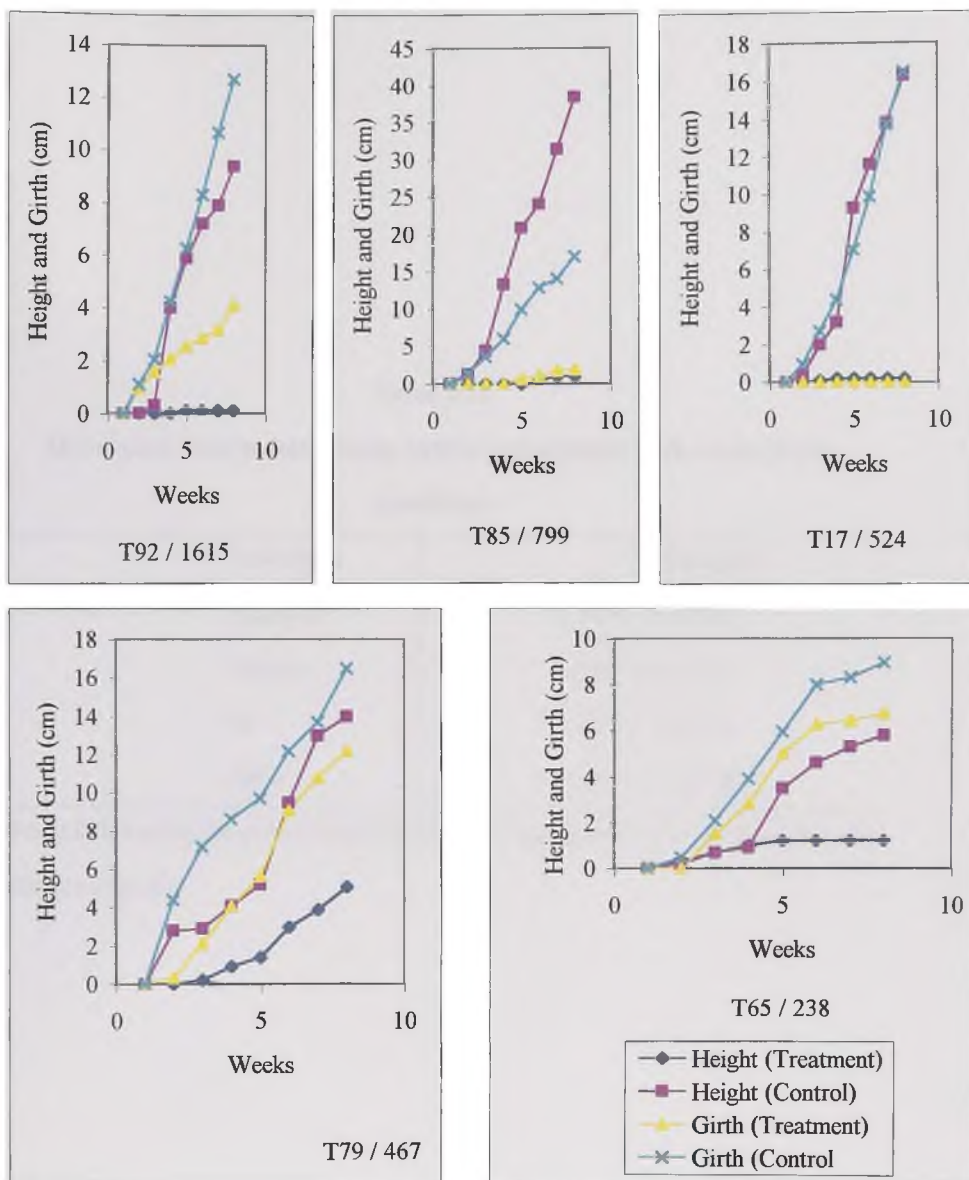 Height and Girth (cm)
14
12
10
8
6
4
2
0
0 5 10
Weeks
T92 / 1615
Height and Girth (cm)
45
40
35
30
25
20
15
10
5
0
0 5 10
Weeks
T85 / 799
Height and Girth (cm)
18
16
14
12
10
8
6
4
2
0
0 5 10
Weeks
T17 / 524
Height and Girth (cm)
18
16
14
12
10
8
6
4
2
0
0 5 10
Weeks
T79 / 467
Height and Girth (cm)
10
8
6
4
2
0
0 5 10
Weeks
T65 / 238
Height (Treatment)
Height (Control)
Girth (Treatment)
Girth (Control